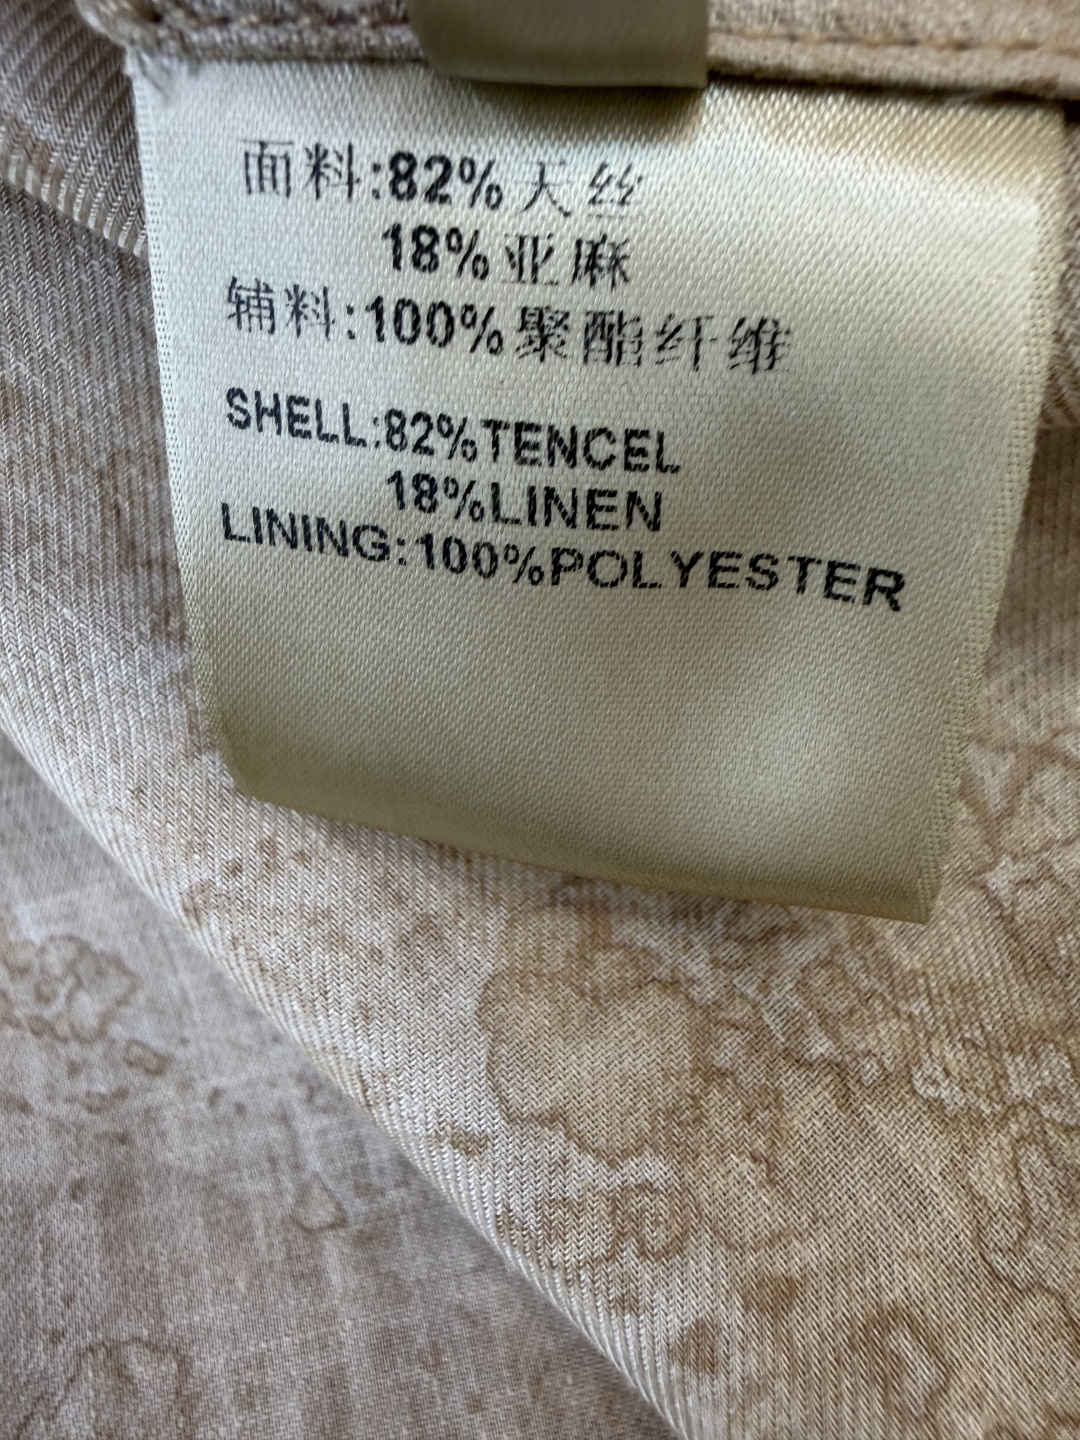 面料:82%天丝
18%亚麻
辅料:100%聚酯纤维
SHELL:82%TENCEL
18%LINEN
LINING:100%POLYESTER